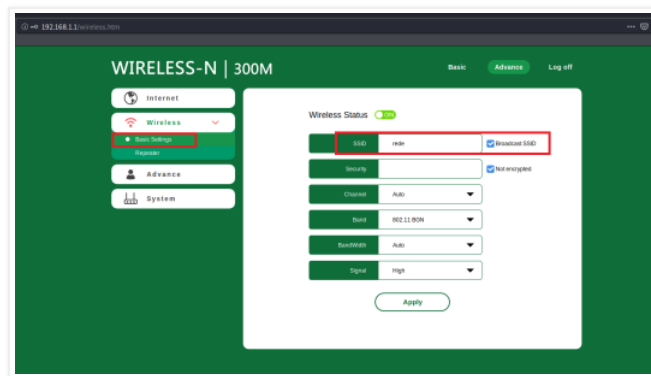 192.168.1.1/wireless.htm
WIRELESS-N | 300M
Basic Advance Log off
Internet
Wireless
Basic Settings
Repeater
Advance
System
Wireless Status ON
SSID rede Broadcast SSID
Security Not encrypted
Channel Auto
Band 802.11 BGN
BandWidth Auto
Signal High
Apply